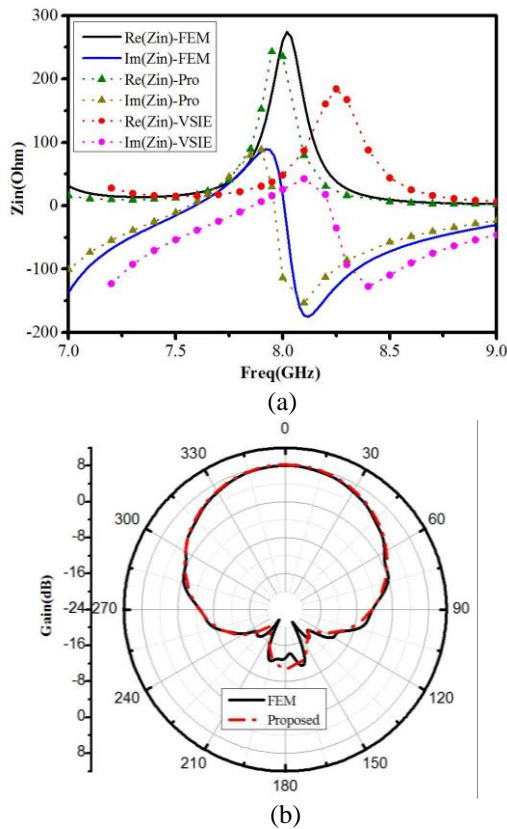 300
Re(Zin)-FEM
Im(Zin)-FEM
Re(Zin)-Pro
Im(Zin)-Pro
Re(Zin)-VSIE
Im(Zin)-VSIE
200
100
0
-100
-200
Zin(Ohm)
7.0 7.5 8.0 8.5 9.0
Freq(GHz)
(a)
0
330 30
300 60
270 90
240 120
210 150
180
8
0
-8
-16
-24
-16
-8
0
8
Gain(dB)
FEM
Proposed
(b)